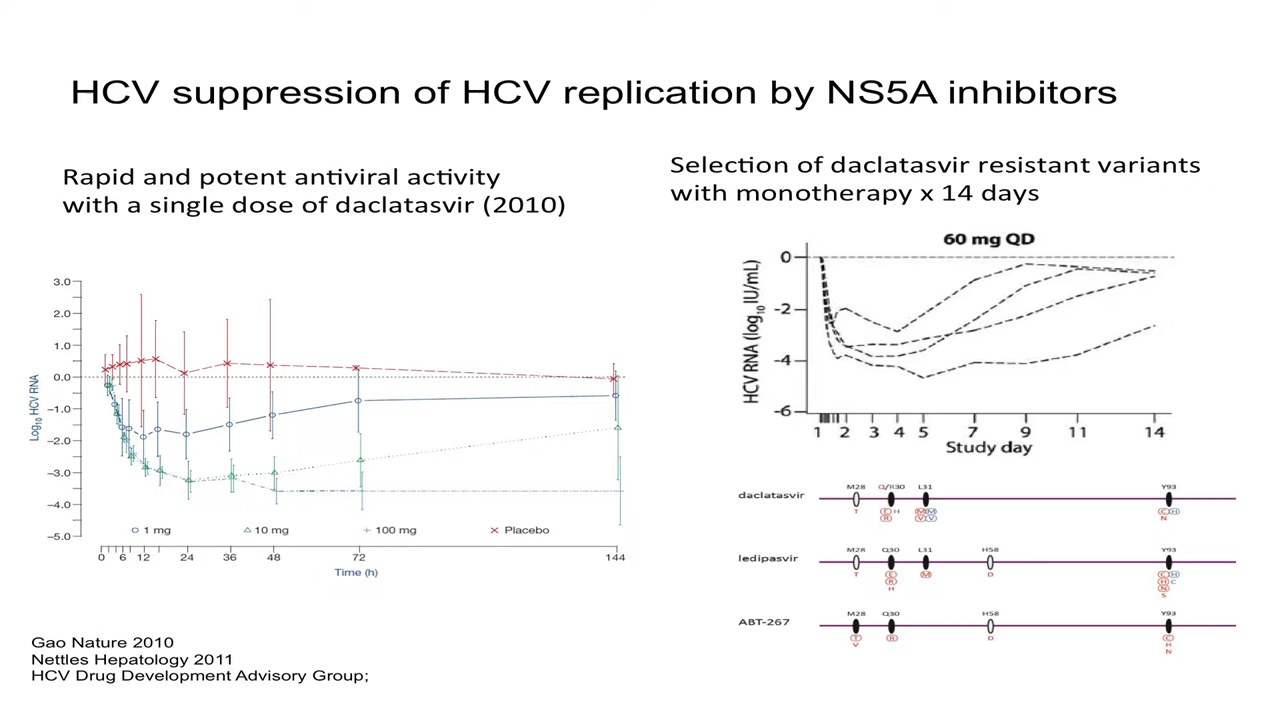 HCV suppression of HCV replication by NS5A inhibitors
Rapid and potent antiviral activity
with a single dose of daclatasvir (2010)
3.0
2.0
1.0
0.0
−1.0
−2.0
−3.0
−4.0
−5.0
Log10 HCV RNA
1 mg
10 mg
100 mg
Placebo
0 6 12 24 36 48 72 144
Time (h)
Gao Nature 2010
Nettles Hepatology 2011
HCV Drug Development Advisory Group;
Selection of daclatasvir resistant variants
with monotherapy x 14 days
60 mg QD
HCV RNA (log10 IU/mL)
0
-2
-4
-6
1 2 3 4 5 7 9 11 14
Study day
M28 Q/R30 L31 Y93
daclatasvir
T E H M M C H
R V V N
M28 Q30 L31 H58 Y93
ledipasvir
T E M D C H
R H C
H N
S
M28 Q30 H58 Y93
ABT-267
T R D C
V H
N